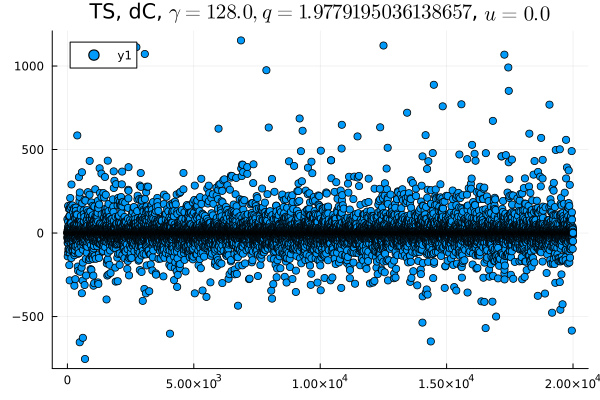 TS, dC, γ = 128.0, q = 1.9779195036138657, u = 0.0
y1
1000
500
0
−500
0 5.00×10³ 1.00×10⁴ 1.50×10⁴ 2.00×10⁴